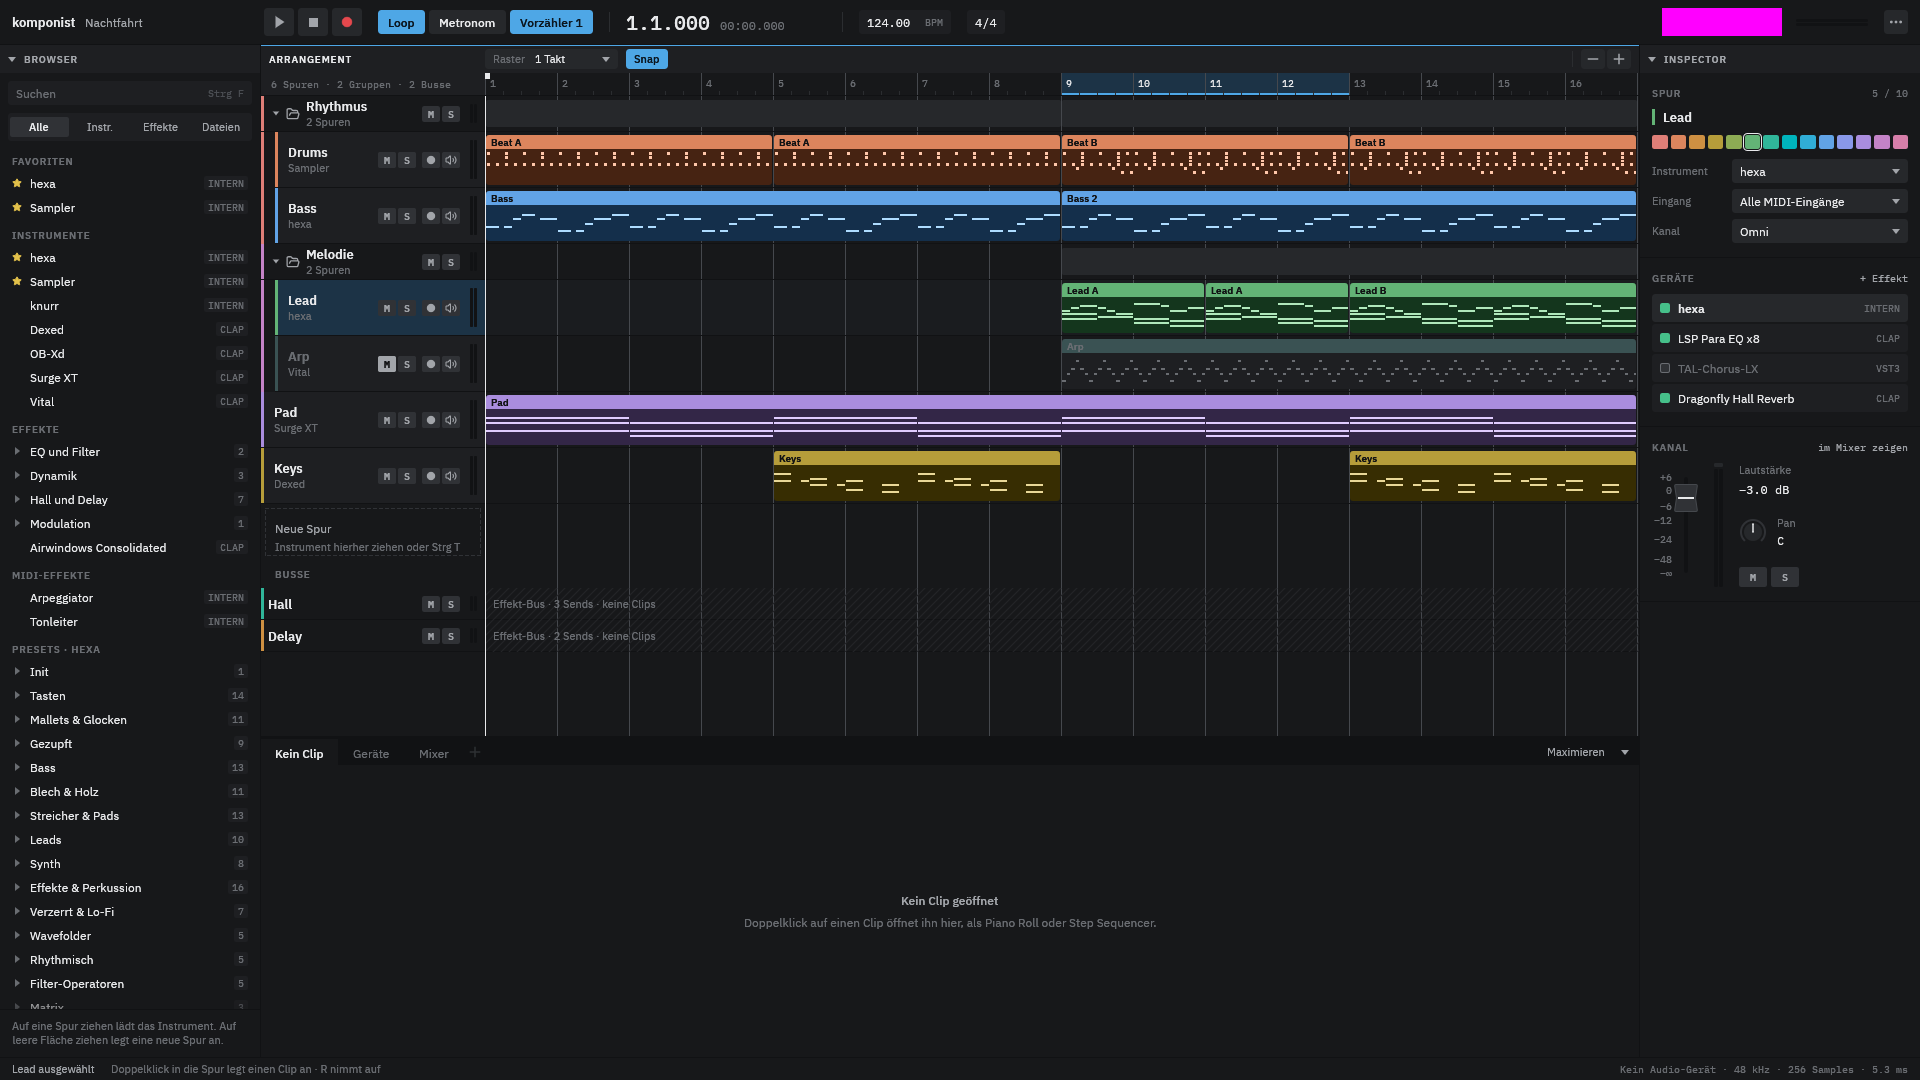 komponist Nachtfahrt
Loop Metronom Vorzähler 1
1.1.000 00:00.000
124.00 BPM 4/4
BROWSER
Suchen Strg F
Alle Instr. Effekte Dateien
FAVORITEN
hexa INTERN
Sampler INTERN
INSTRUMENTE
hexa INTERN
Sampler INTERN
knurr INTERN
Dexed CLAP
OB-Xd CLAP
Surge XT CLAP
Vital CLAP
EFFEKTE
EQ und Filter 2
Dynamik 3
Hall und Delay 7
Modulation 1
Airwindows Consolidated CLAP
MIDI-EFFEKTE
Arpeggiator INTERN
Tonleiter INTERN
PRESETS · HEXA
Init 1
Tasten 14
Mallets & Glocken 11
Gezupft 9
Bass 13
Blech & Holz 11
Streicher & Pads 13
Leads 10
Synth 8
Effekte & Perkussion 16
Verzerrt & Lo-Fi 7
Wavefolder 5
Rhythmisch 5
Filter-Operatoren 5
Matrix 3
Auf eine Spur ziehen lädt das Instrument. Auf
leere Fläche ziehen legt eine neue Spur an.
ARRANGEMENT
Raster 1 Takt Snap
6 Spuren · 2 Gruppen · 2 Busse
1 2 3 4 5 6 7 8 9 10 11 12 13 14 15 16
Rhythmus
2 Spuren
M S
Drums
Sampler
M S
Beat A Beat A Beat B Beat B
Bass
hexa
M S
Bass Bass 2
Melodie
2 Spuren
M S
Lead
hexa
M S
Lead A Lead A Lead B
Arp
Vital
M S
Arp
Pad
Surge XT
M S
Pad
Keys
Dexed
M S
Keys Keys
Neue Spur
Instrument hierher ziehen oder Strg T
BUSSE
Hall M S
Effekt-Bus · 3 Sends · keine Clips
Delay M S
Effekt-Bus · 2 Sends · keine Clips
Kein Clip Geräte Mixer
Maximieren
Kein Clip geöffnet
Doppelklick auf einen Clip öffnet ihn hier, als Piano Roll oder Step Sequencer.
INSPECTOR
SPUR 5 / 10
Lead
Instrument hexa
Eingang Alle MIDI-Eingänge
Kanal Omni
GERÄTE + Effekt
hexa INTERN
LSP Para EQ x8 CLAP
TAL-Chorus-LX VST3
Dragonfly Hall Reverb CLAP
KANAL im Mixer zeigen
+6
0
−6
−12
−24
−48
−∞
Lautstärke
−3.0 dB
Pan
C
M S
Lead ausgewählt Doppelklick in die Spur legt einen Clip an · R nimmt auf
Kein Audio-Gerät · 48 kHz · 256 Samples · 5.3 ms